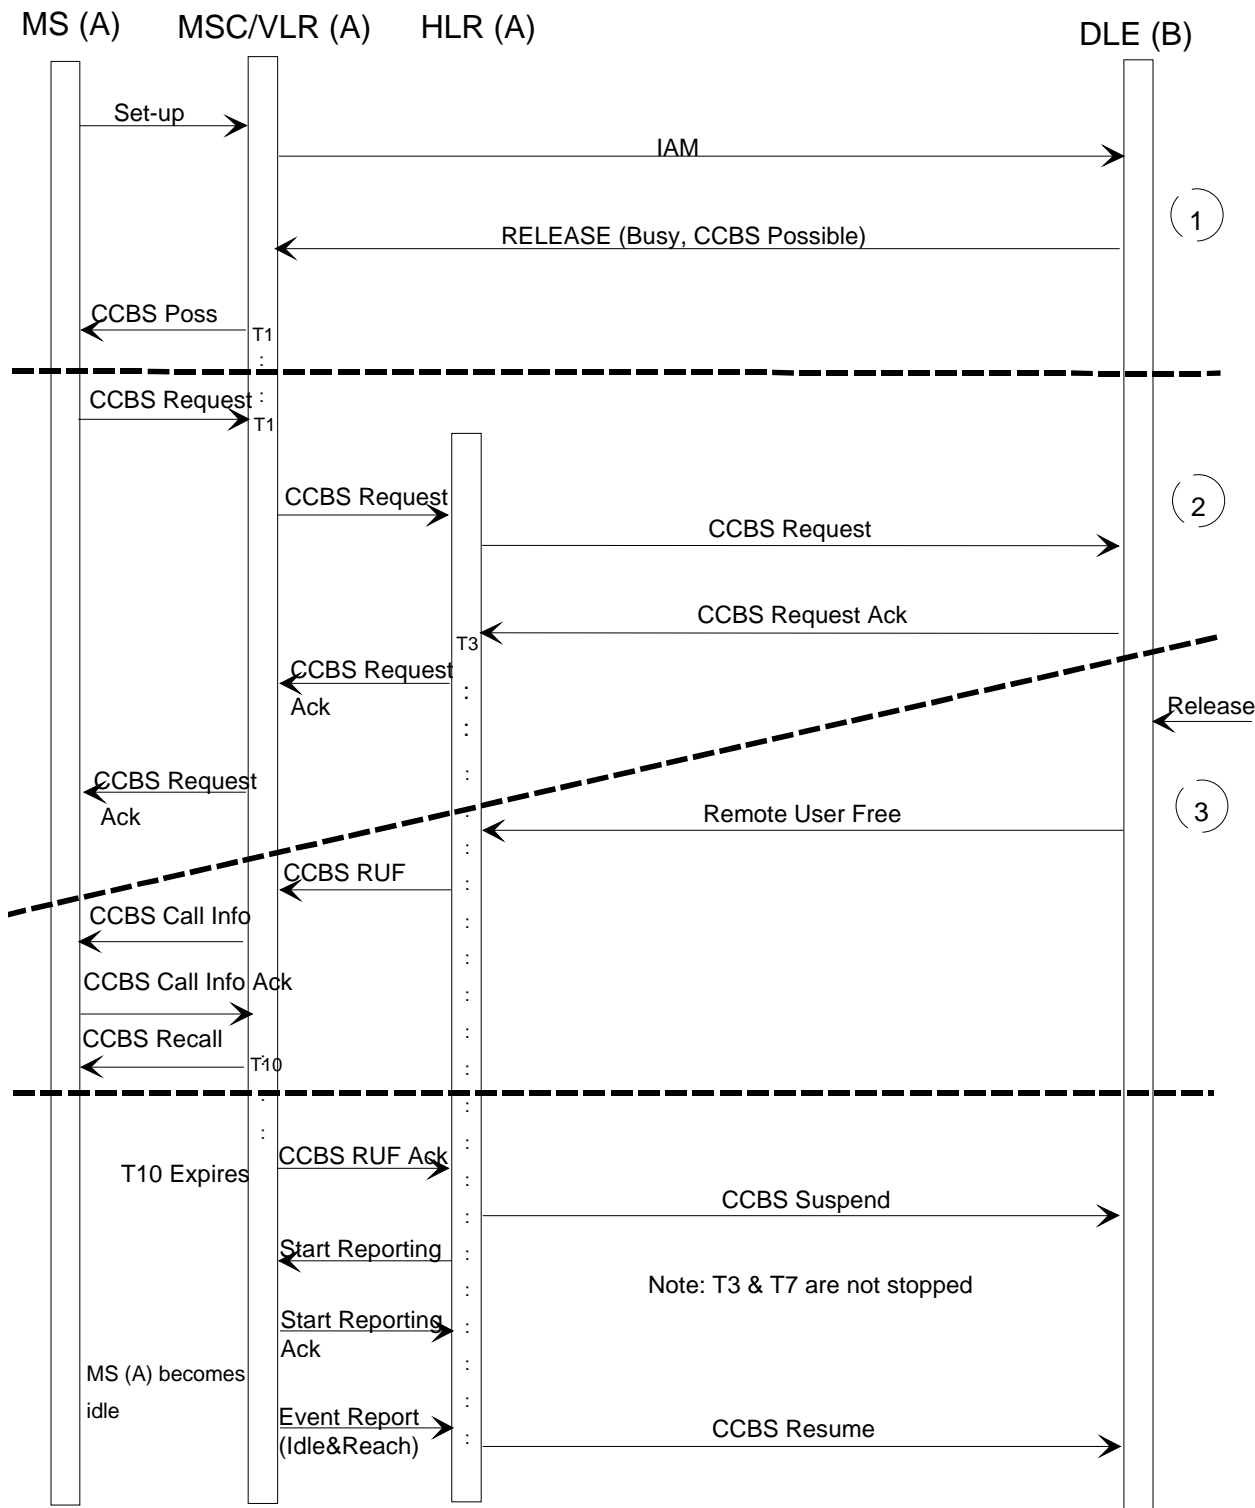 MS (A)
MSC/VLR (A)
HLR (A)
DLE (B)
Set-up
IAM
1
RELEASE (Busy, CCBS Possible)
CCBS Poss
T1
CCBS Request
T1
CCBS Request
2
CCBS Request
CCBS Request Ack
T3
CCBS Request
Ack
Release
CCBS Request
Ack
3
Remote User Free
CCBS RUF
CCBS Call Info
CCBS Call Info Ack
CCBS Recall
T10
CCBS RUF Ack
T10 Expires
CCBS Suspend
Start Reporting
Note: T3 & T7 are not stopped
Start Reporting
Ack
MS (A) becomes
idle
Event Report
(Idle&Reach)
CCBS Resume